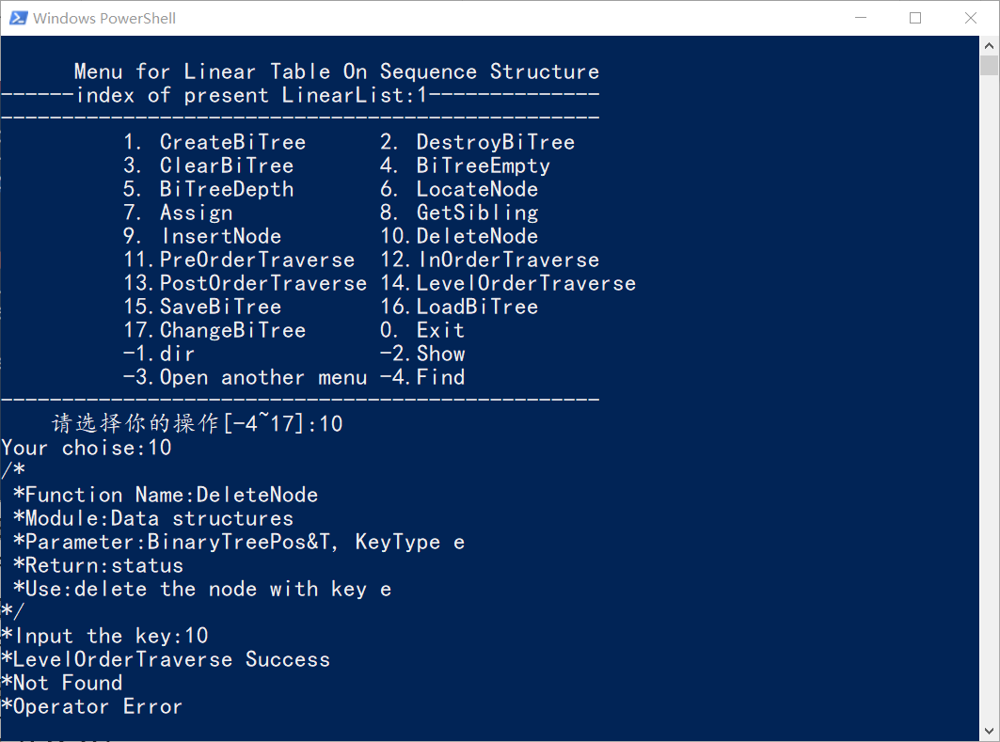 Windows PowerShell
Menu for Linear Table On Sequence Structure
------index of present LinearList:1--------------
-------------------------------------------------
1. CreateBiTree 2. DestroyBiTree
3. ClearBiTree 4. BiTreeEmpty
5. BiTreeDepth 6. LocateNode
7. Assign 8. GetSibling
9. InsertNode 10.DeleteNode
11.PreOrderTraverse 12.InOrderTraverse
13.PostOrderTraverse 14.LevelOrderTraverse
15.SaveBiTree 16.LoadBiTree
17.ChangeBiTree 0. Exit
-1.dir -2.Show
-3.Open another menu -4.Find
-------------------------------------------------
请选择你的操作[-4~17]:10
Your choise:10
/*
*Function Name:DeleteNode
*Module:Data structures
*Parameter:BinaryTreePos&T, KeyType e
*Return:status
*Use:delete the node with key e
*/
*Input the key:10
*LevelOrderTraverse Success
*Not Found
*Operator Error